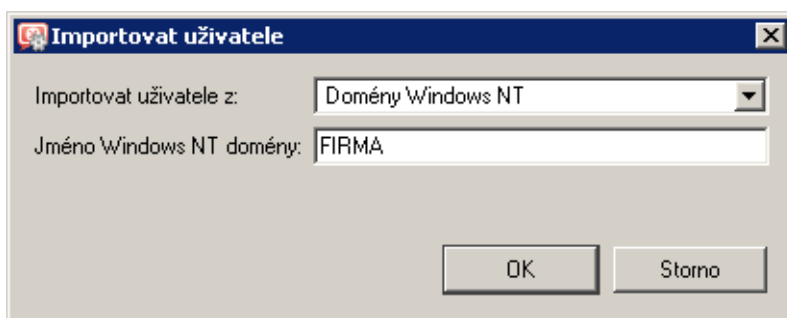 Importovat uživatele
Importovat uživatele z: Domény Windows NT
Jméno Windows NT domény: FIRMA
OK Storno